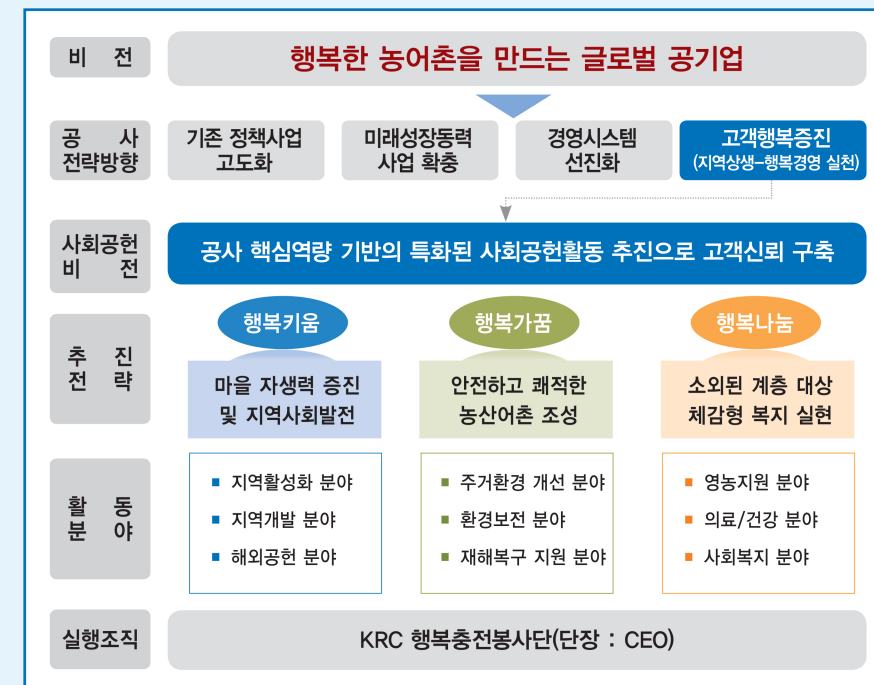 비 전
행복한 농어촌을 만드는 글로벌 공기업
공 사
전략방향
기존 정책사업
고도화
미래성장동력
사업 확충
경영시스템
선진화
고객행복증진
(지역상생–행복경영 실천)
사회공헌
비 전
공사 핵심역량 기반의 특화된 사회공헌활동 추진으로 고객신뢰 구축
추 진
전 략
행복키움
마을 자생력 증진
및 지역사회발전
행복가꿈
안전하고 쾌적한
농산어촌 조성
행복나눔
소외된 계층 대상
체감형 복지 실현
활 동
분 야
▪ 지역활성화 분야
▪ 지역개발 분야
▪ 해외공헌 분야
▪ 주거환경 개선 분야
▪ 환경보전 분야
▪ 재해복구 지원 분야
▪ 영농지원 분야
▪ 의료/건강 분야
▪ 사회복지 분야
실행조직
KRC 행복충전봉사단(단장 : CEO)